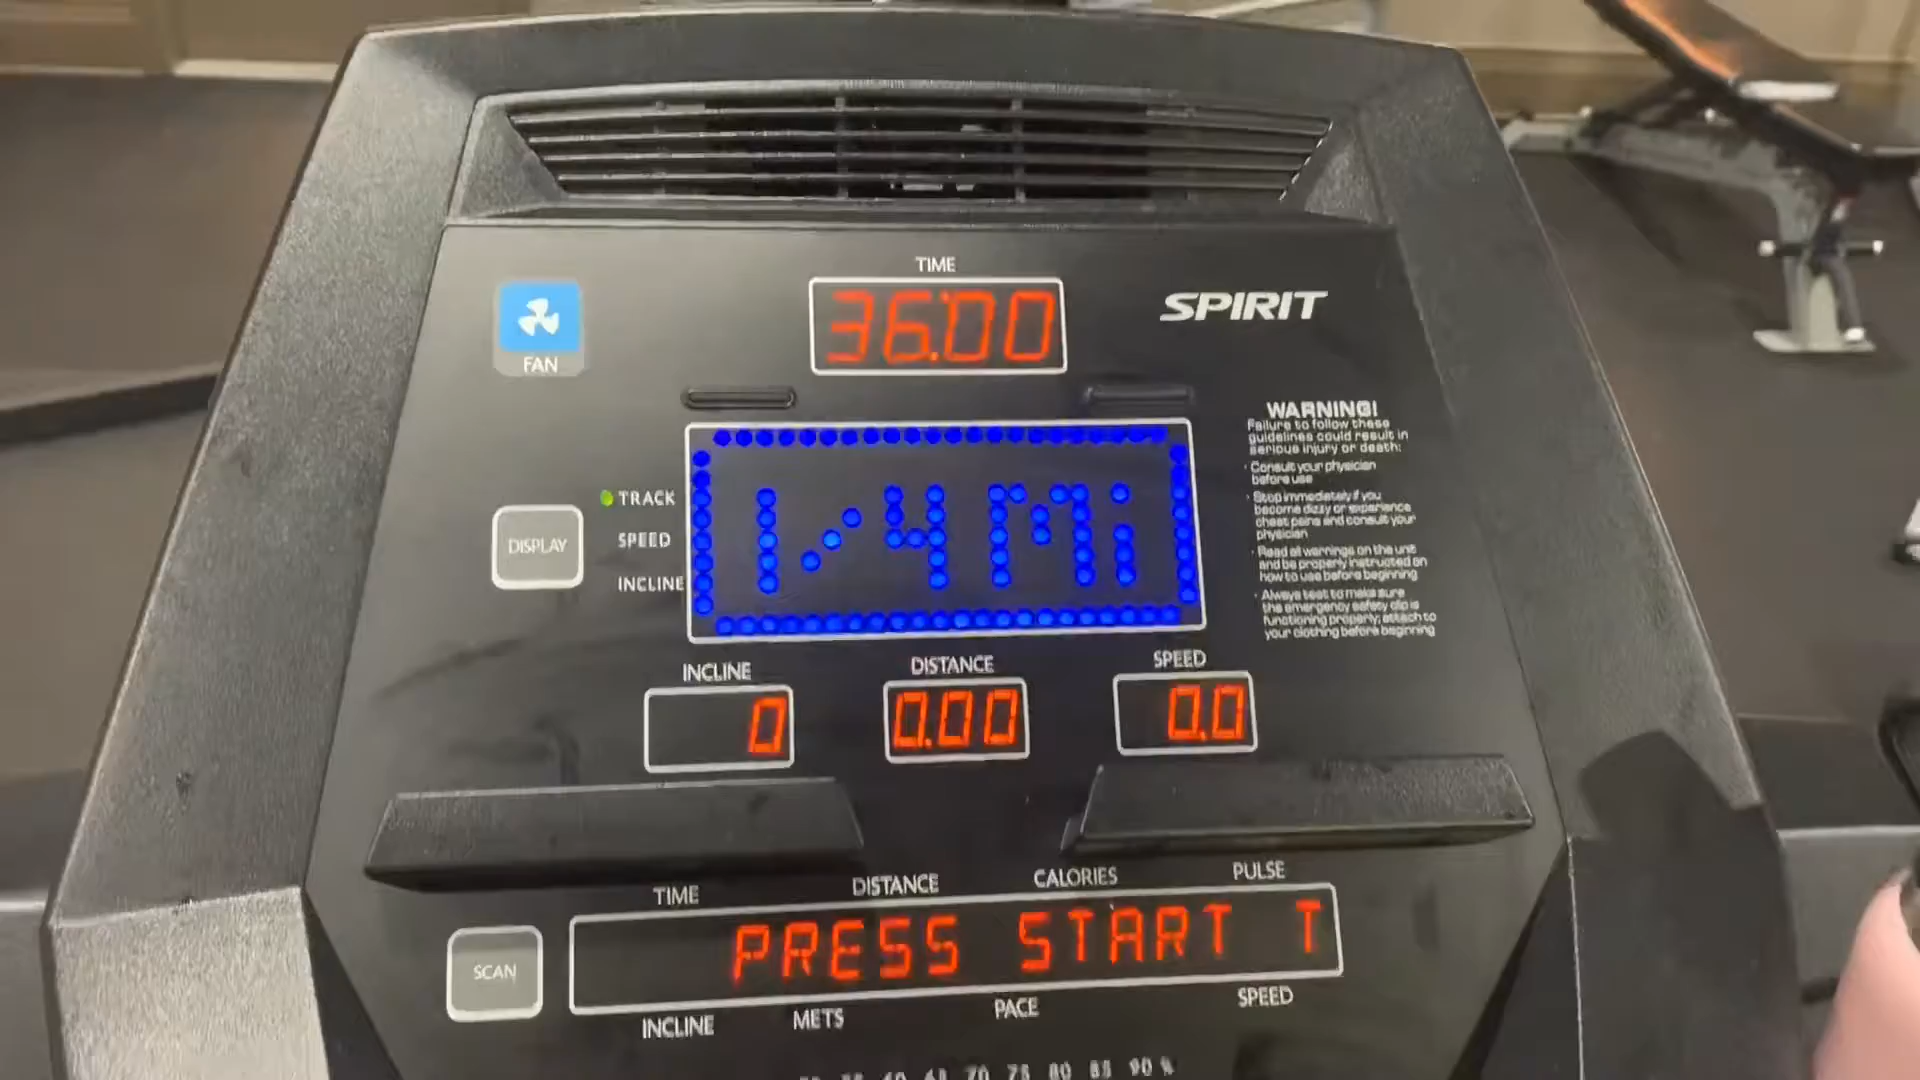 TIME
36:00
SPIRIT
FAN
WARNING!
Failure to follow these
guidelines could result in
serious injury or death:
· Consult your physician
before use
· Stop immediately if you
become dizzy or experience
chest pains and consult your
physician
· Read all warnings on the unit
and be properly instructed on
how to use before beginning
· Always test to make sure
the emergency safety clip is
functioning properly; attach to
your clothing before beginning
DISPLAY
TRACK
SPEED
INCLINE
1/4 Mi
INCLINE
DISTANCE
SPEED
0
0.00
0.0
TIME
DISTANCE
CALORIES
PULSE
SCAN
PRESS START T
INCLINE
METS
PACE
SPEED
70 75 80 85 90 %